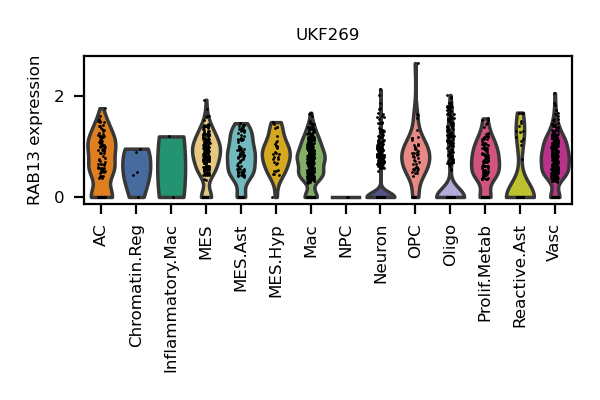 UKF269
RAB13 expression
2
0
AC
Chromatin.Reg
Inflammatory.Mac
MES
MES.Ast
MES.Hyp
Mac
NPC
Neuron
OPC
Oligo
Prolif.Metab
Reactive.Ast
Vasc